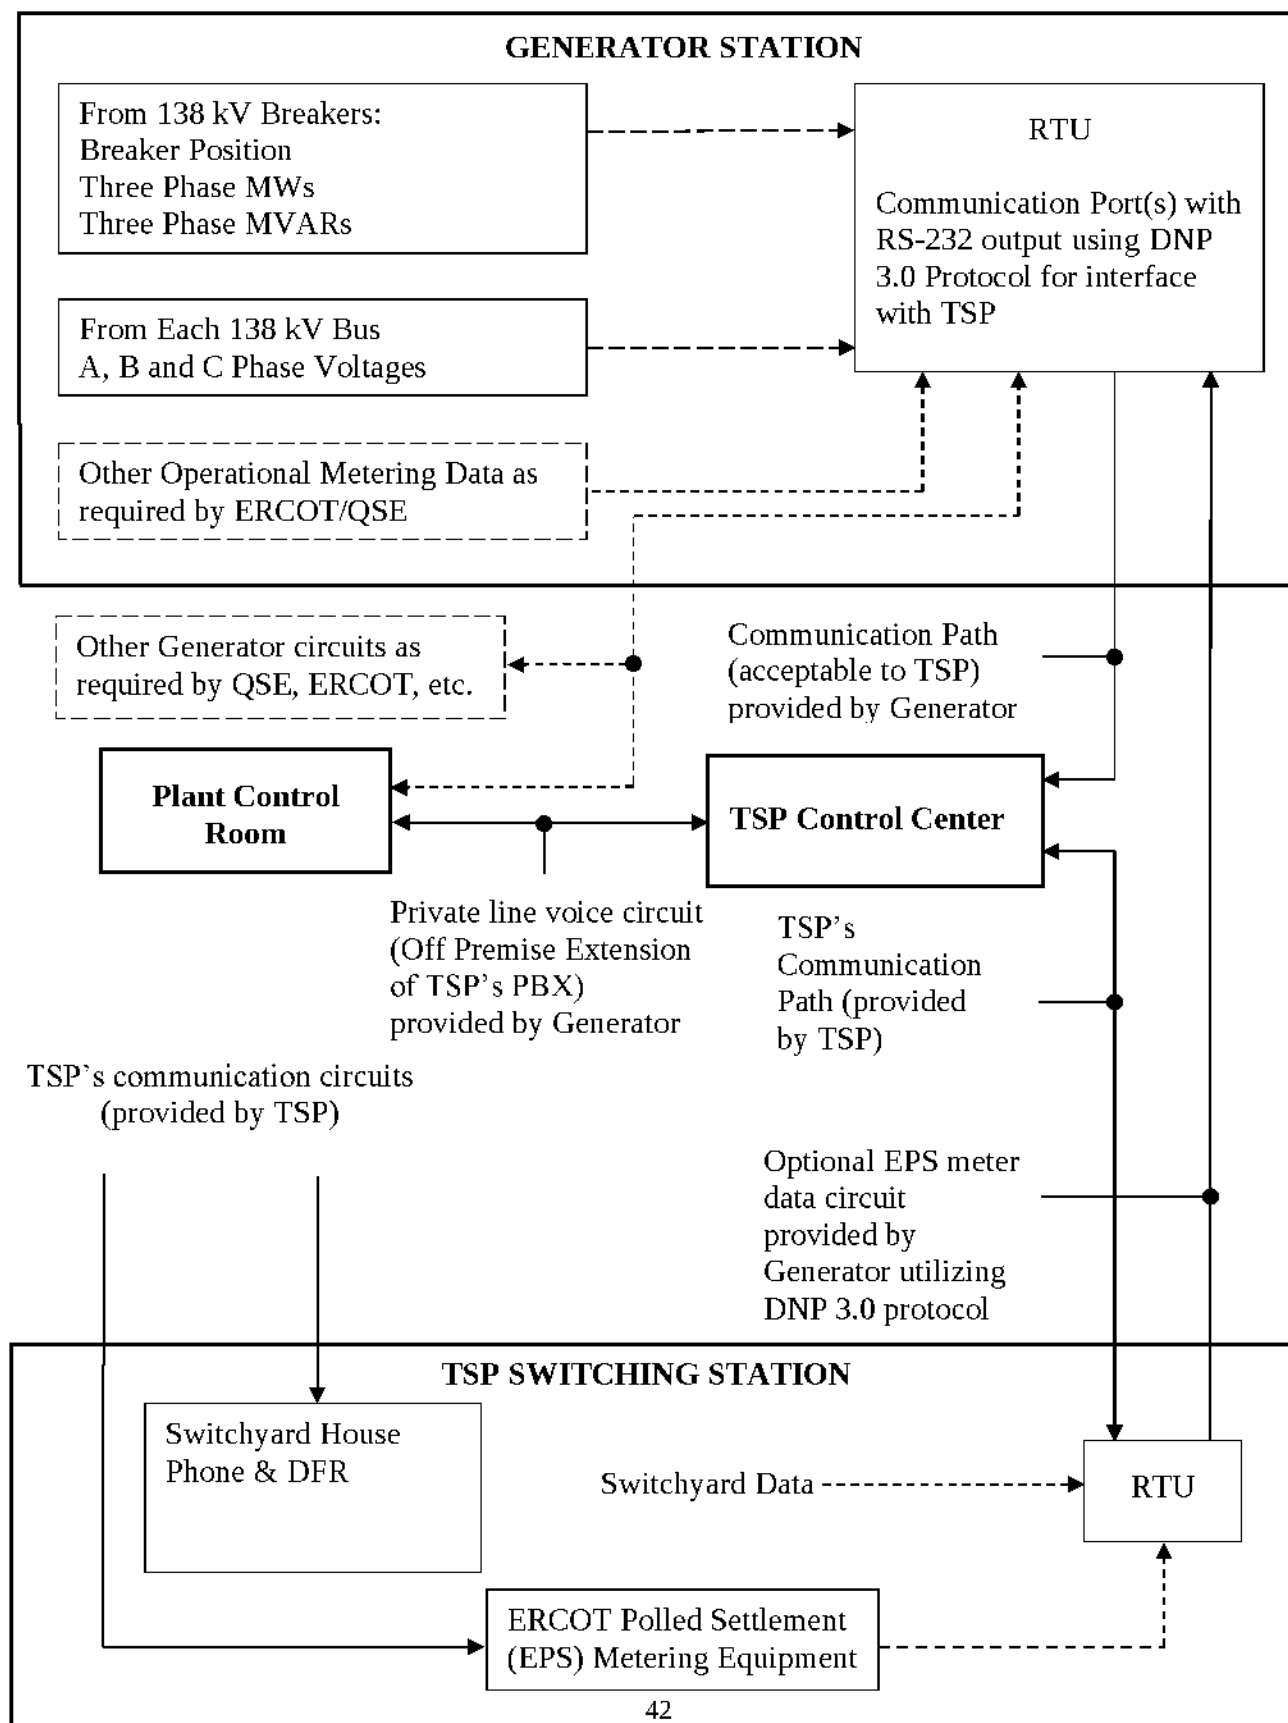 GENERATOR STATION
From 138 kV Breakers:
Breaker Position
Three Phase MWs
Three Phase MVARs
RTU
Communication Port(s) with
RS-232 output using DNP
3.0 Protocol for interface
with TSP
From Each 138 kV Bus
A, B and C Phase Voltages
Other Operational Metering Data as
required by ERCOT/QSE
Other Generator circuits as
required by QSE, ERCOT, etc.
Communication Path
(acceptable to TSP)
provided by Generator
Plant Control
Room
TSP Control Center
Private line voice circuit
(Off Premise Extension
of TSP's PBX)
provided by Generator
TSP's
Communication
Path (provided
by TSP)
TSP's communication circuits
(provided by TSP)
Optional EPS meter
data circuit
provided by
Generator utilizing
DNP 3.0 protocol
TSP SWITCHING STATION
Switchyard House
Phone & DFR
Switchyard Data
RTU
ERCOT Polled Settlement
(EPS) Metering Equipment
42